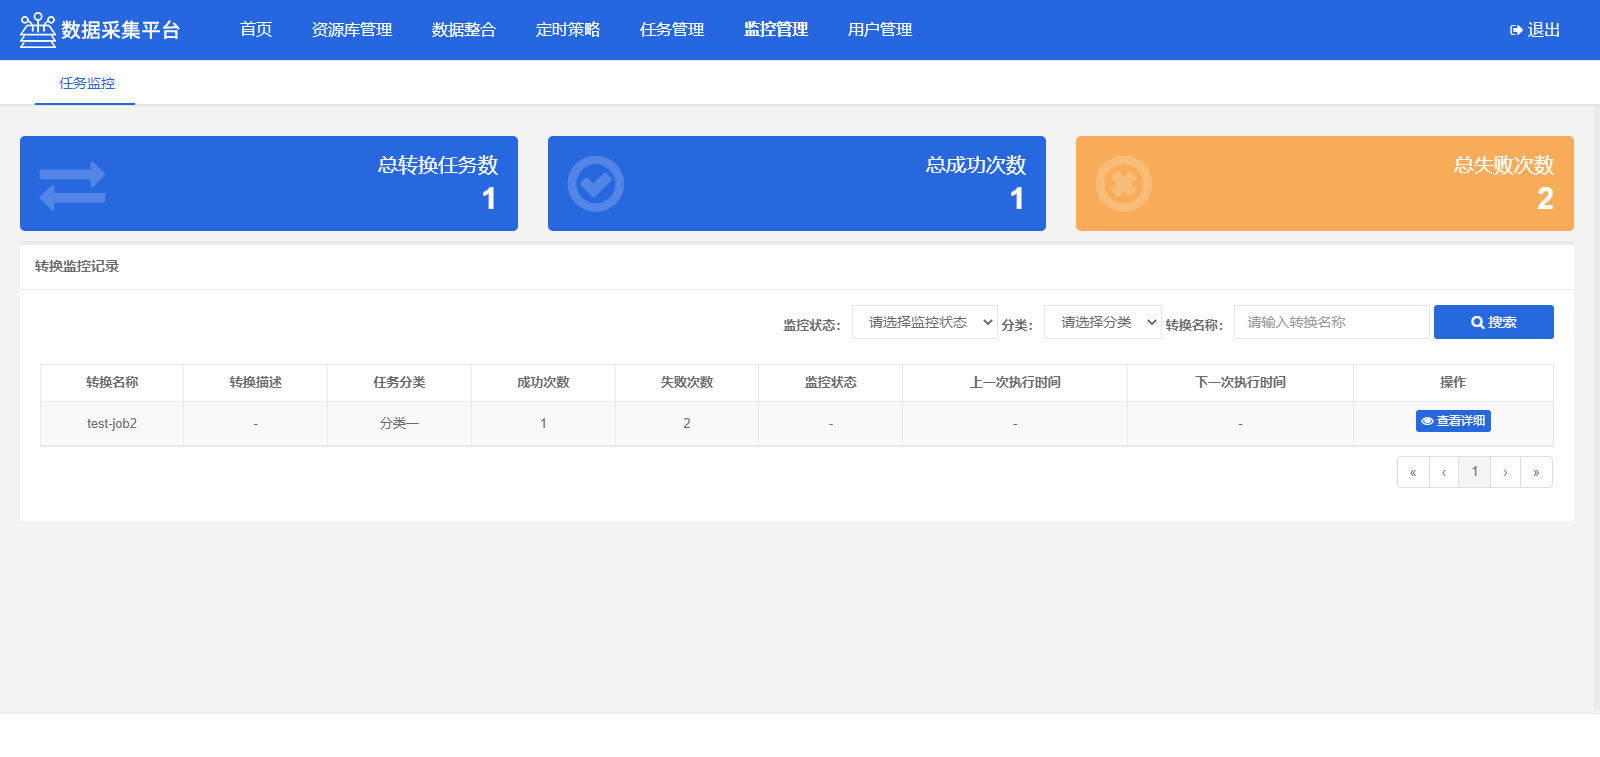 数据采集平台 首页 资源库管理 数据整合 定时策略 任务管理 监控管理 用户管理 退出
任务监控
总转换任务数 总成功次数 总失败次数
1 1 2
转换监控记录
监控状态: 请选择监控状态 分类: 请选择分类 转换名称: 请输入转换名称 搜索
转换名称 转换描述 任务分类 成功次数 失败次数 监控状态 上一次执行时间 下一次执行时间 操作
test-job2 - 分类一 1 2 - - - 查看详细
« ‹ 1 › »